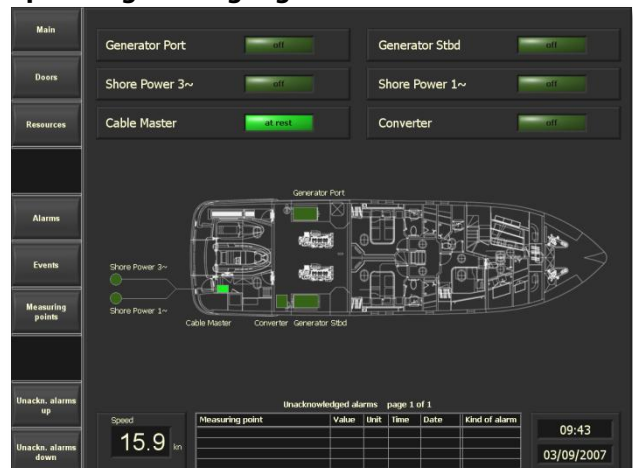 Main
Generator Port off Generator Stbd off
Doors
Shore Power 3~ off Shore Power 1~ off
Resources
Cable Master at rest Converter off
Generator Port
Alarms
Events
Shore Power 3~
Measuring points
Shore Power 1~
Cable Master Converter Generator Stbd
Unackn. alarms up
Unacknowledged alarms page 1 of 1
Speed
15.9 kn
Measuring point Value Unit Time Date Kind of alarm
09:43
03/09/2007
Unackn. alarms down